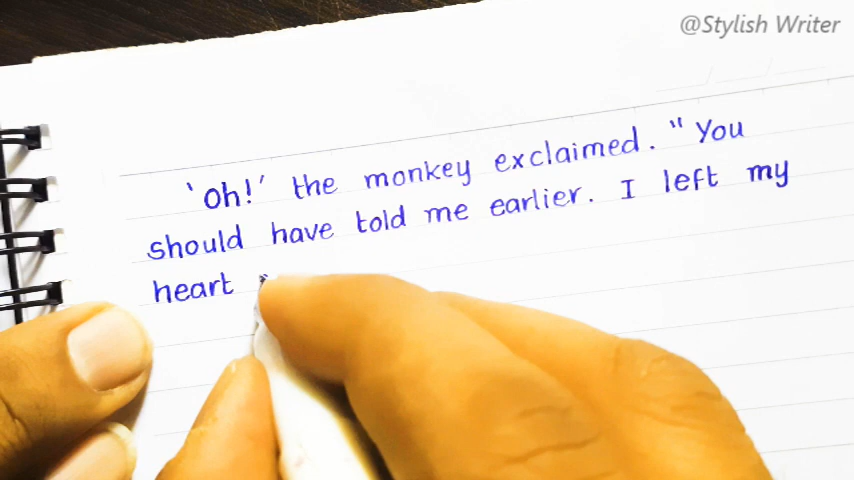 @Stylish Writer
'Oh!' the monkey exclaimed. "You
should have told me earlier. I left my
heart